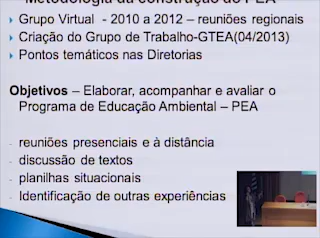 Metodologia da construção do PEA
Grupo Virtual - 2010 a 2012 – reuniões regionais
Criação do Grupo de Trabalho-GTEA(04/2013)
Pontos temáticos nas Diretorias
Objetivos – Elaborar, acompanhar e avaliar o
Programa de Educação Ambiental – PEA
- reuniões presenciais e à distância
- discussão de textos
- planilhas situacionais
- Identificação de outras experiências